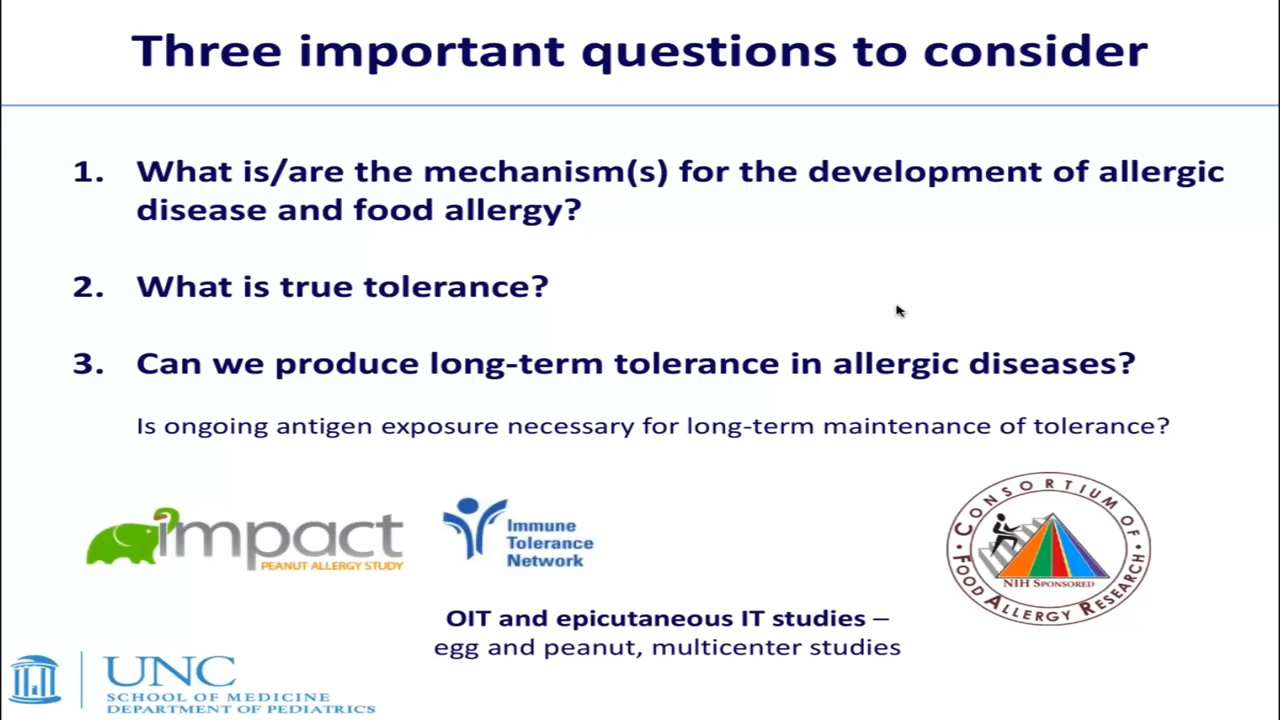 Three important questions to consider
1. What is/are the mechanism(s) for the development of allergic
disease and food allergy?
2. What is true tolerance?
3. Can we produce long-term tolerance in allergic diseases?
Is ongoing antigen exposure necessary for long-term maintenance of tolerance?
impact
PEANUT ALLERGY STUDY
Immune
Tolerance
Network
CONSORTIUM OF
FOOD ALLERGY RESEARCH
NIH SPONSORED
OIT and epicutaneous IT studies –
egg and peanut, multicenter studies
UNC
SCHOOL OF MEDICINE
DEPARTMENT OF PEDIATRICS